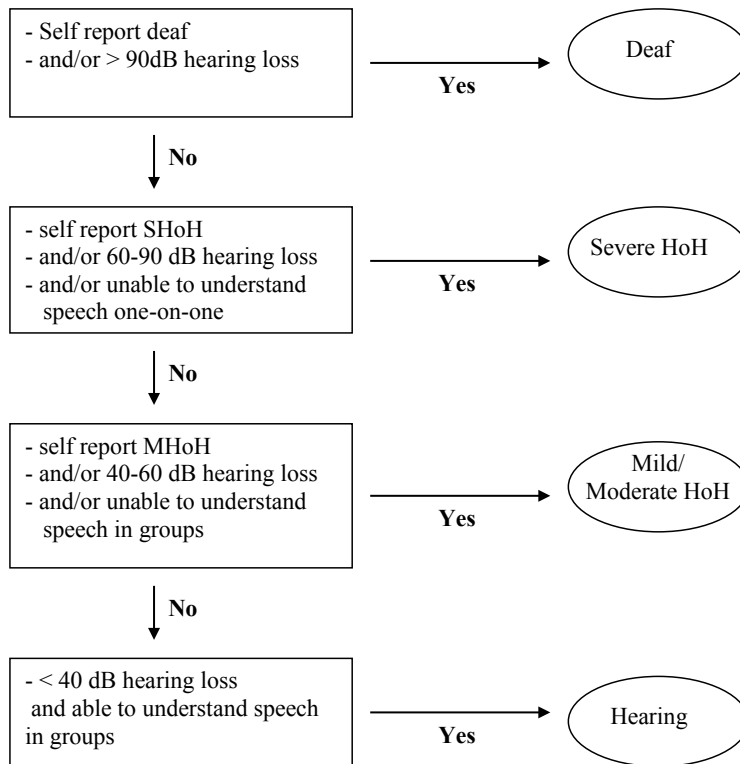 - Self report deaf
- and/or > 90dB hearing loss
Yes
Deaf
No
- self report SHoH
- and/or 60-90 dB hearing loss
- and/or unable to understand
speech one-on-one
Yes
Severe HoH
No
- self report MHoH
- and/or 40-60 dB hearing loss
- and/or unable to understand
speech in groups
Yes
Mild/
Moderate HoH
No
- < 40 dB hearing loss
and able to understand speech
in groups
Yes
Hearing